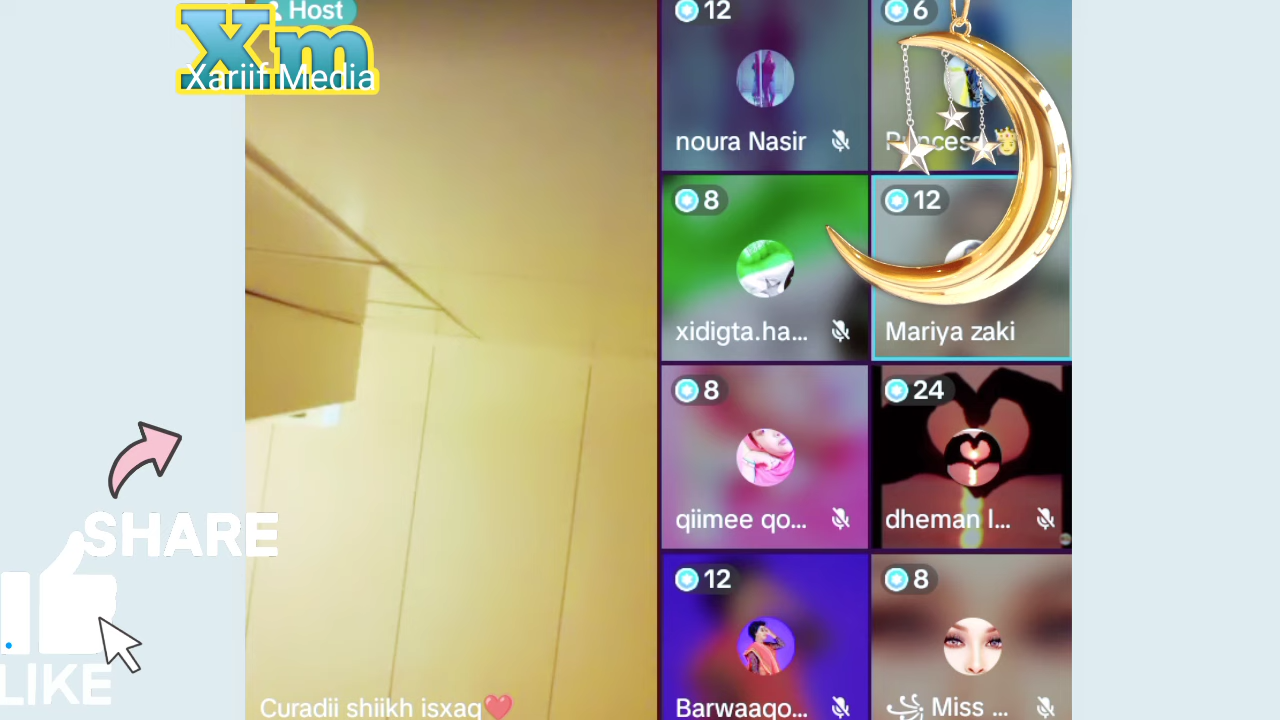 Host
Xm
Xariif Media
12
6
noura Nasir
Princess
8
12
xidigta.ha...
Mariya zaki
8
24
qiimee qo...
dheman l...
SHARE
12
8
LIKE
Curadii shiikh isxaq
Barwaaqo...
Miss ...